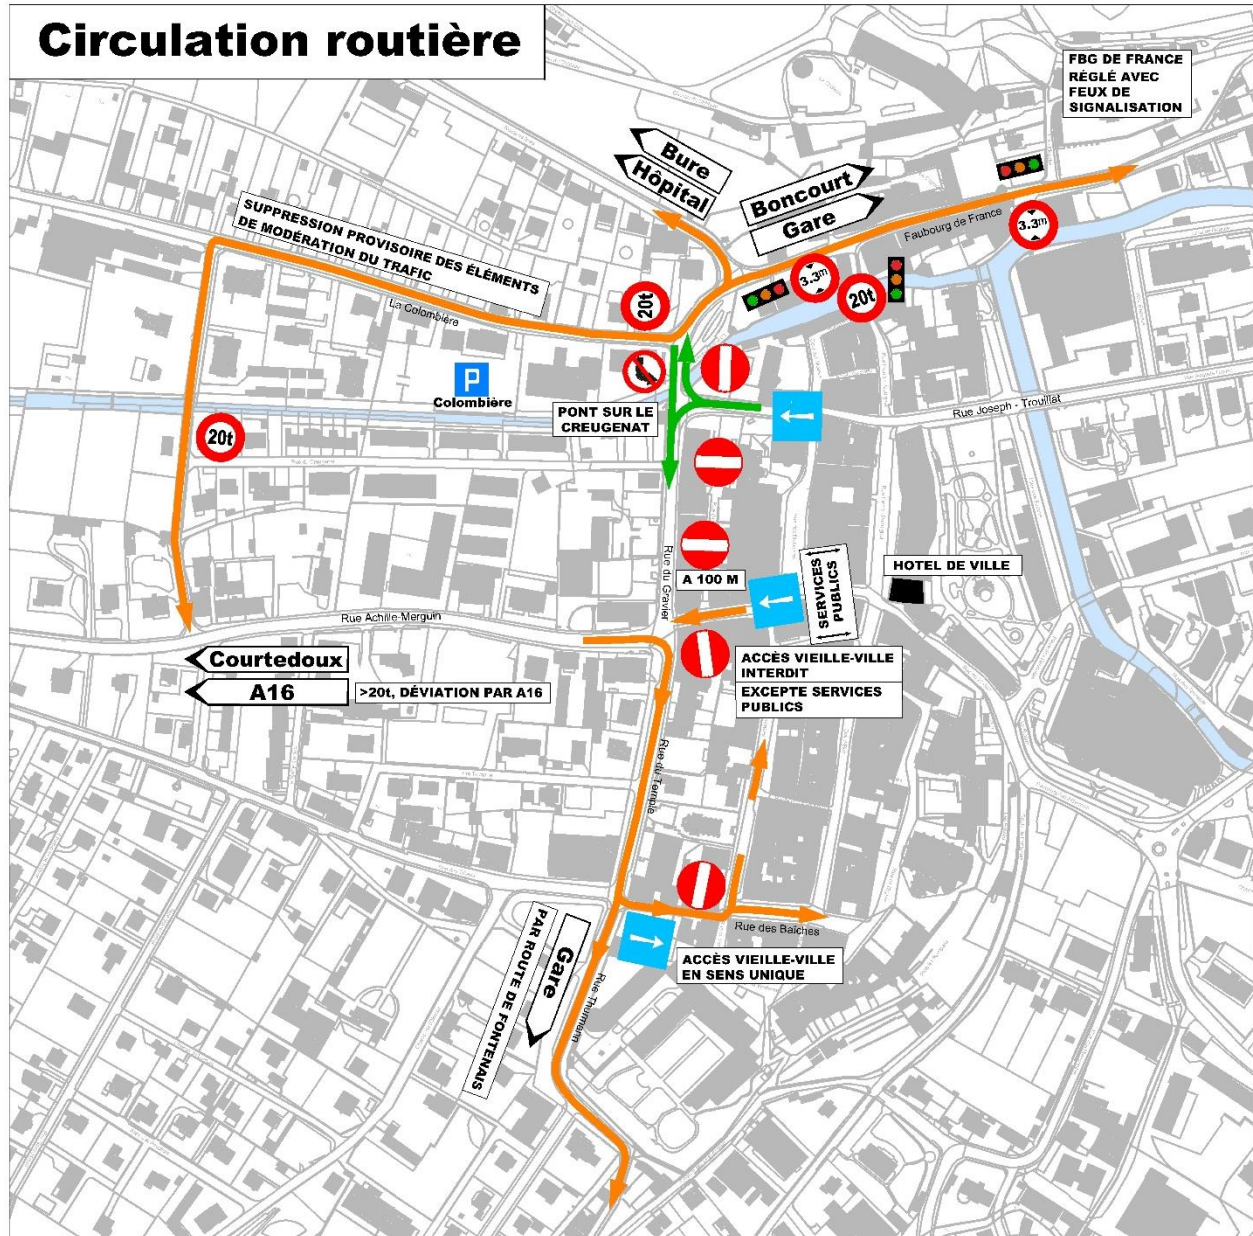 Circulation routière
FBG DE FRANCE
RÈGLÉ AVEC
FEUX DE
SIGNALISATION
Bure
Hôpital
Boncourt
Gare
Faubourg de France
3.3m
3.3m
20t
20t
SUPPRESSION PROVISOIRE DES ÉLÉMENTS
DE MODÉRATION DU TRAFIC
La Colombière
P
Colombière
PONT SUR LE
CREUGENAT
Rue Joseph - Trouillat
20t
Rue du Gravier
A 100 M
SERVICES
PUBLICS
HOTEL DE VILLE
Rue Achille-Merguin
Courtedoux
A16
>20t, DÉVIATION PAR A16
ACCÈS VIEILLE-VILLE
INTERDIT
EXCEPTE SERVICES
PUBLICS
Rue du Temple
Rue des Baîches
ACCÈS VIEILLE-VILLE
EN SENS UNIQUE
Gare
PAR ROUTE DE FONTENAIS
Rue Thurmann